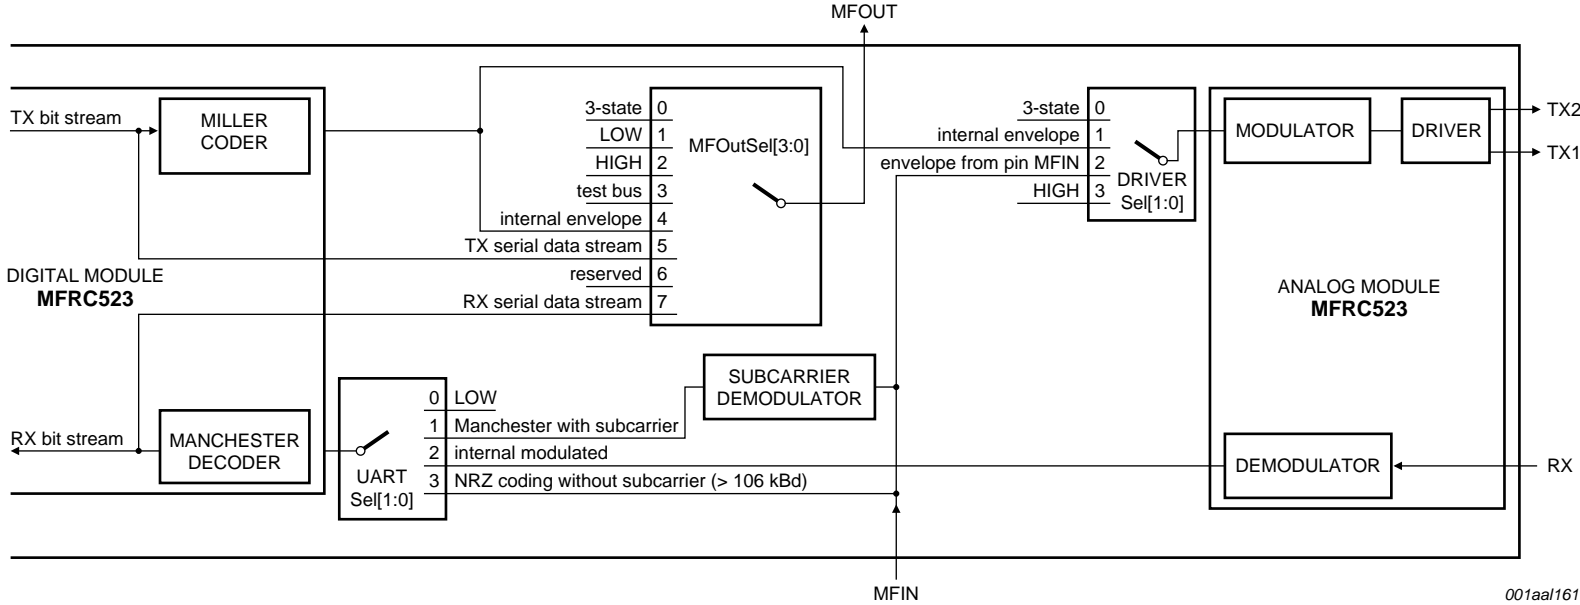 MFOUT
TX bit stream
MILLER
CODER
3-state 0
LOW 1
HIGH 2
test bus 3
internal envelope 4
TX serial data stream 5
reserved 6
RX serial data stream 7
MFOutSel[3:0]
3-state 0
internal envelope 1
envelope from pin MFIN 2
HIGH 3
DRIVER
Sel[1:0]
MODULATOR
DRIVER
TX2
TX1
DIGITAL MODULE
MFRC523
ANALOG MODULE
MFRC523
SUBCARRIER
DEMODULATOR
RX bit stream
MANCHESTER
DECODER
UART
Sel[1:0]
0 LOW
1 Manchester with subcarrier
2 internal modulated
3 NRZ coding without subcarrier (> 106 kBd)
DEMODULATOR
RX
MFIN
001aal161